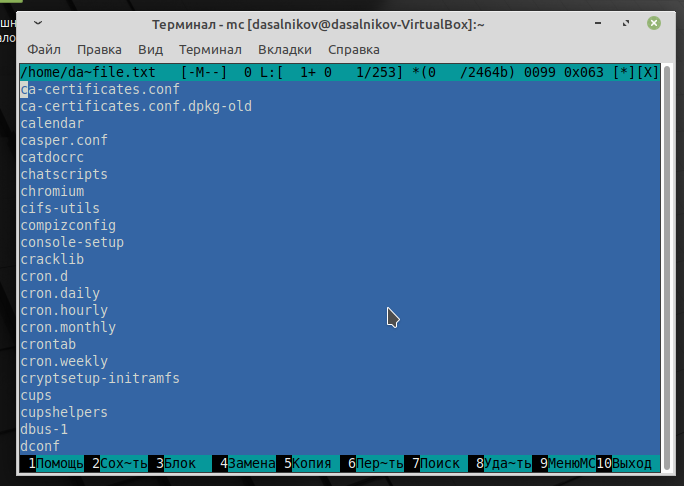 Терминал - mc [dasalnikov@dasalnikov-VirtualBox]:~
Файл Правка Вид Терминал Вкладки Справка
/home/da~file.txt [-M--] 0 L:[ 1+ 0 1/253] *(0 /2464b) 0099 0x063 [*][X]
ca-certificates.conf
ca-certificates.conf.dpkg-old
calendar
casper.conf
catdocrc
chatscripts
chromium
cifs-utils
compizconfig
console-setup
cracklib
cron.d
cron.daily
cron.hourly
cron.monthly
crontab
cron.weekly
cryptsetup-initramfs
cups
cupshelpers
dbus-1
dconf
1Помощь 2Сох~ть 3Блок 4Замена 5Копия 6Пер~ть 7Поиск 8Уда~ть 9МенюMC 10Выход